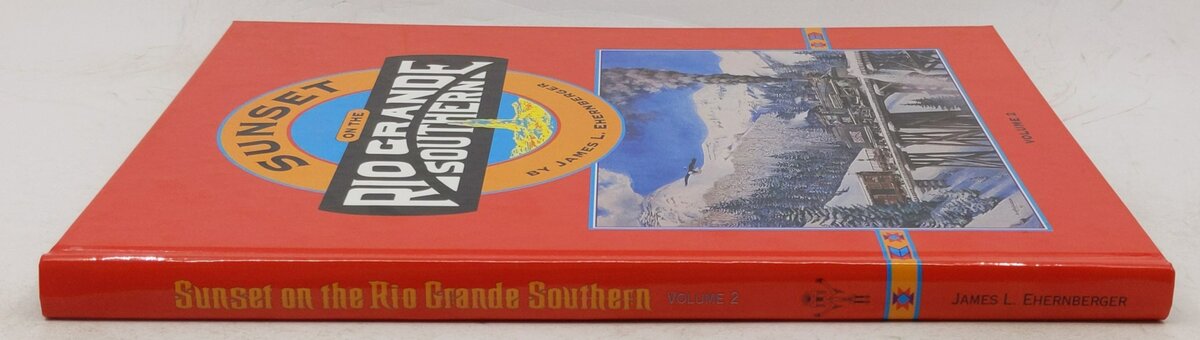 SUNSET
ON THE
RIO GRANDE
SOUTHERN
BY JAMES L. EHERNBERGER
VOLUME 2
Sunset on the Rio Grande Southern VOLUME 2 JAMES L. EHERNBERGER